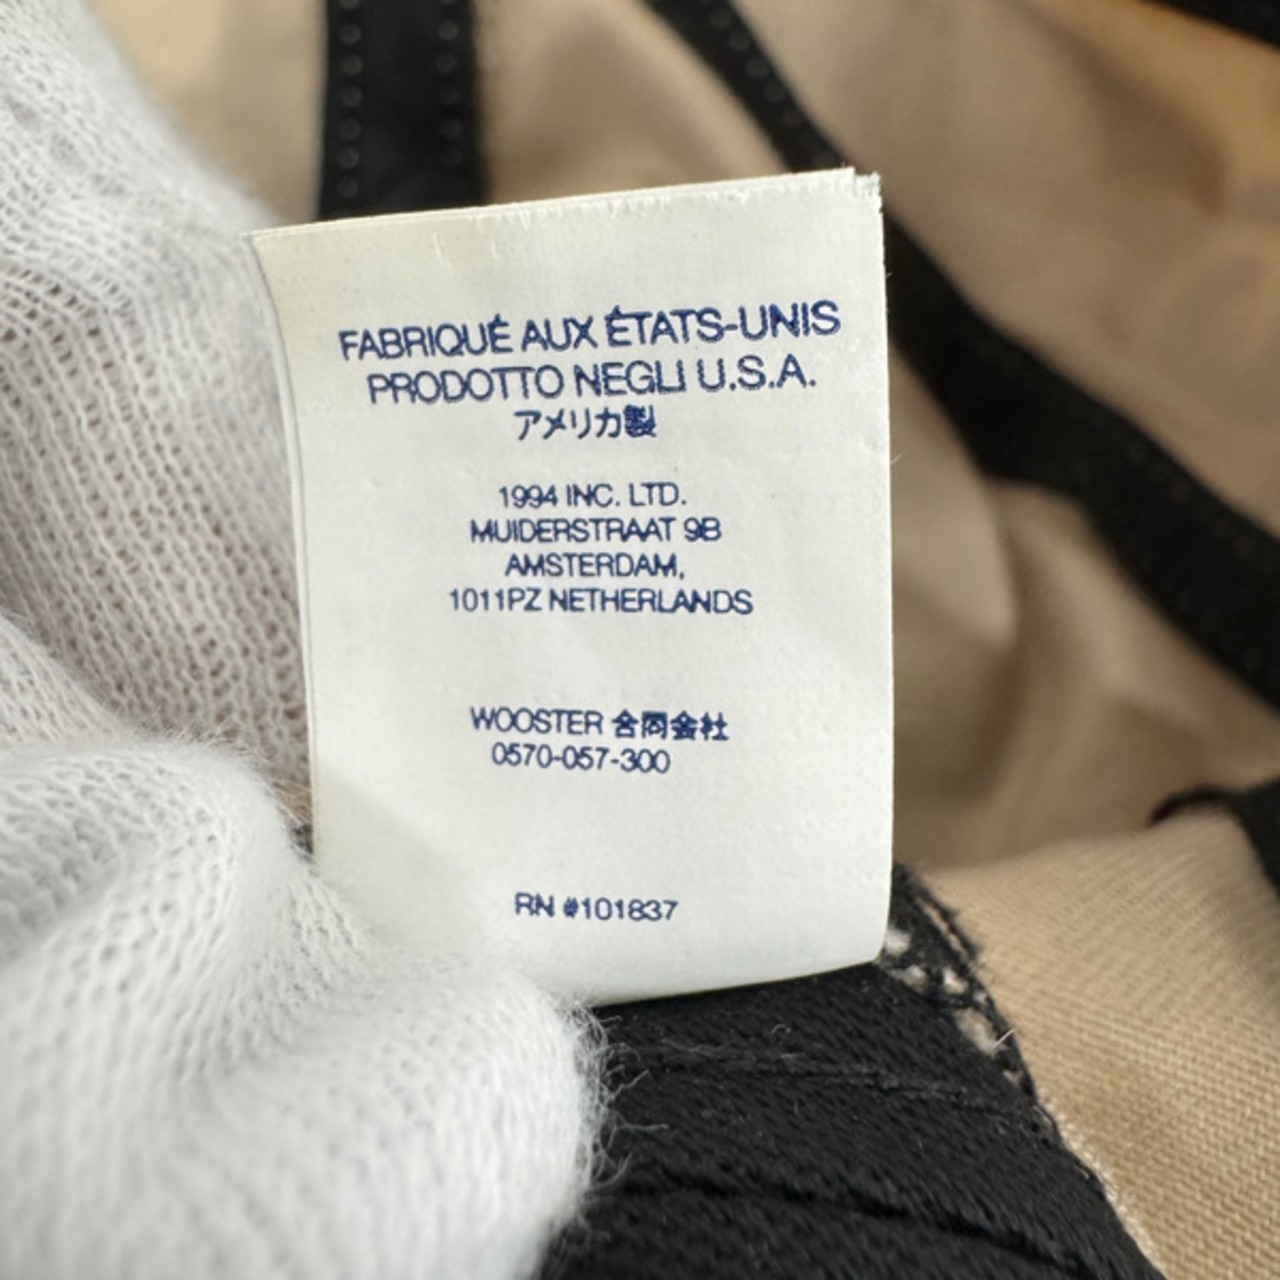 FABRIQUÉ AUX ÉTATS-UNIS
PRODOTTO NEGLI U.S.A.
アメリカ製
1994 INC. LTD.
MUIDERSTRAAT 9B
AMSTERDAM,
1011PZ NETHERLANDS
WOOSTER 合同会社
0570-057-300
RN #101837